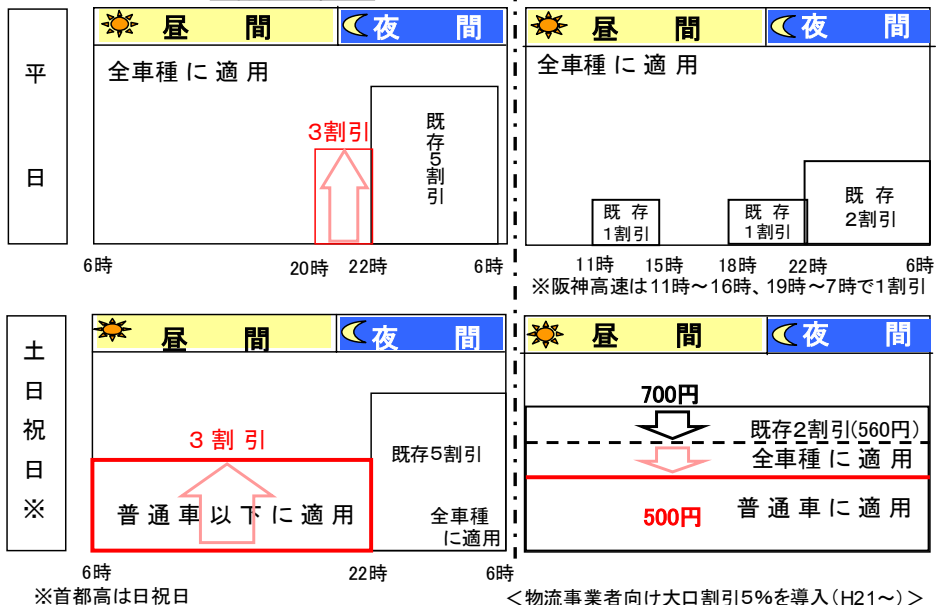 平日
昼 間 夜 間
全車種に適用
3割引
既存5割引
6時 20時 22時 6時
昼 間 夜 間
全車種に適用
既 存
1割引
既 存
1割引
既 存
2割引
11時 15時 18時 22時 6時
※阪神高速は11時~16時、19時~7時で1割引
土日祝日※
昼 間 夜 間
3割引
普通車以下に適用
既存5割引
全車種
に適用
6時 22時 6時
※首都高は日祝日
昼 間 夜 間
700円
既存2割引(560円)
全車種に適用
500円 普通車に適用
<物流事業者向け大口割引5%を導入(H21~)>